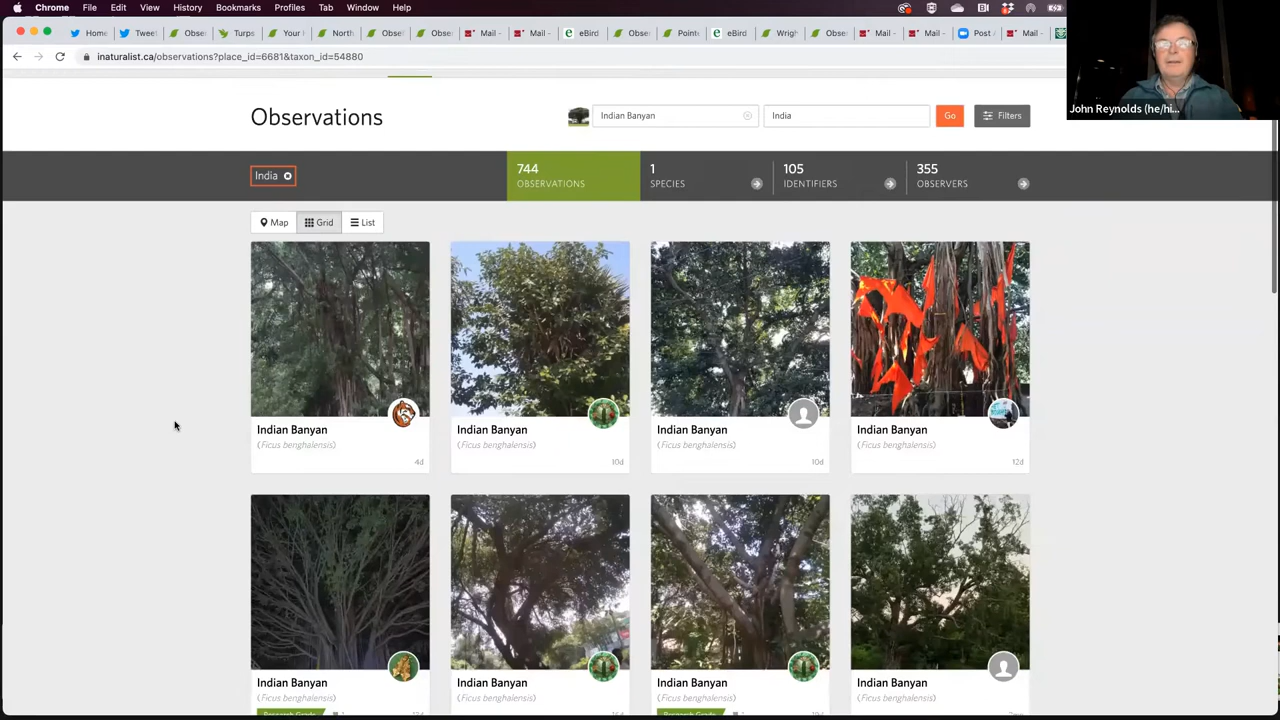 Chrome File Edit View History Bookmarks Profiles Tab Window Help
Home Tweet Obse Turps Your North Obse Obse Mail - Mail - eBird Obse Point eBird Wrigh Obse Mail - Mail - Post A Mail -
inaturalist.ca/observations?place_id=6681&taxon_id=54880
John Reynolds (he/hi...
Observations
Indian Banyan India Go Filters
India
744 OBSERVATIONS
1 SPECIES
105 IDENTIFIERS
355 OBSERVERS
Map Grid List
Indian Banyan
(Ficus benghalensis)
4d
Indian Banyan
(Ficus benghalensis)
10d
Indian Banyan
(Ficus benghalensis)
10d
Indian Banyan
(Ficus benghalensis)
12d
Indian Banyan
(Ficus benghalensis)
Indian Banyan
(Ficus benghalensis)
Indian Banyan
(Ficus benghalensis)
Indian Banyan
(Ficus benghalensis)